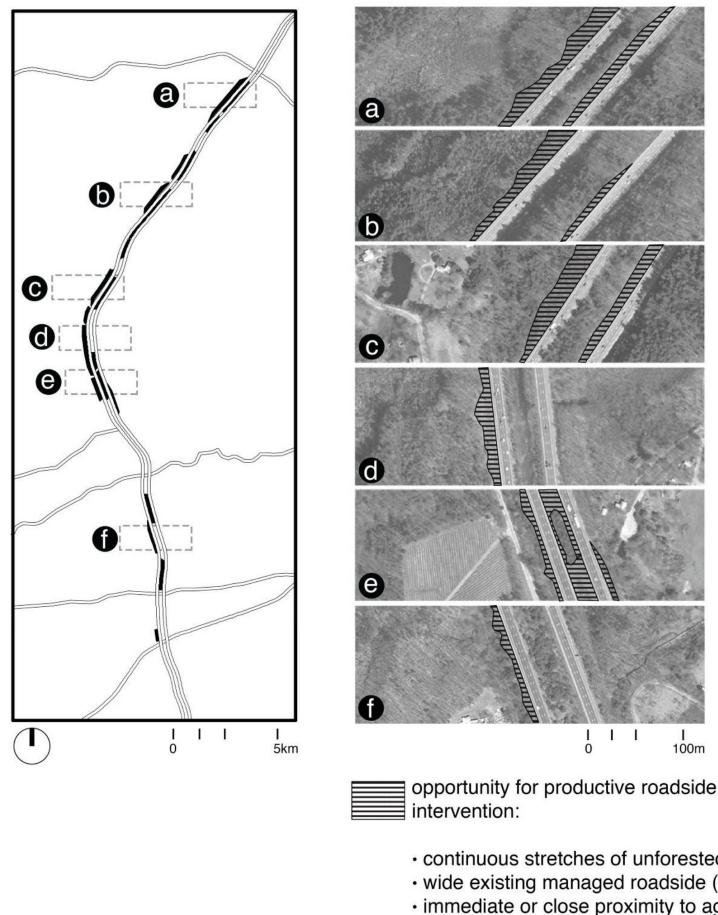 a
b
c
d
e
f
0 5km
a
b
c
d
e
f
0 100m
opportunity for productive roadside
intervention:
• continuous stretches of unforested
• wide existing managed roadside (
• immediate or close proximity to